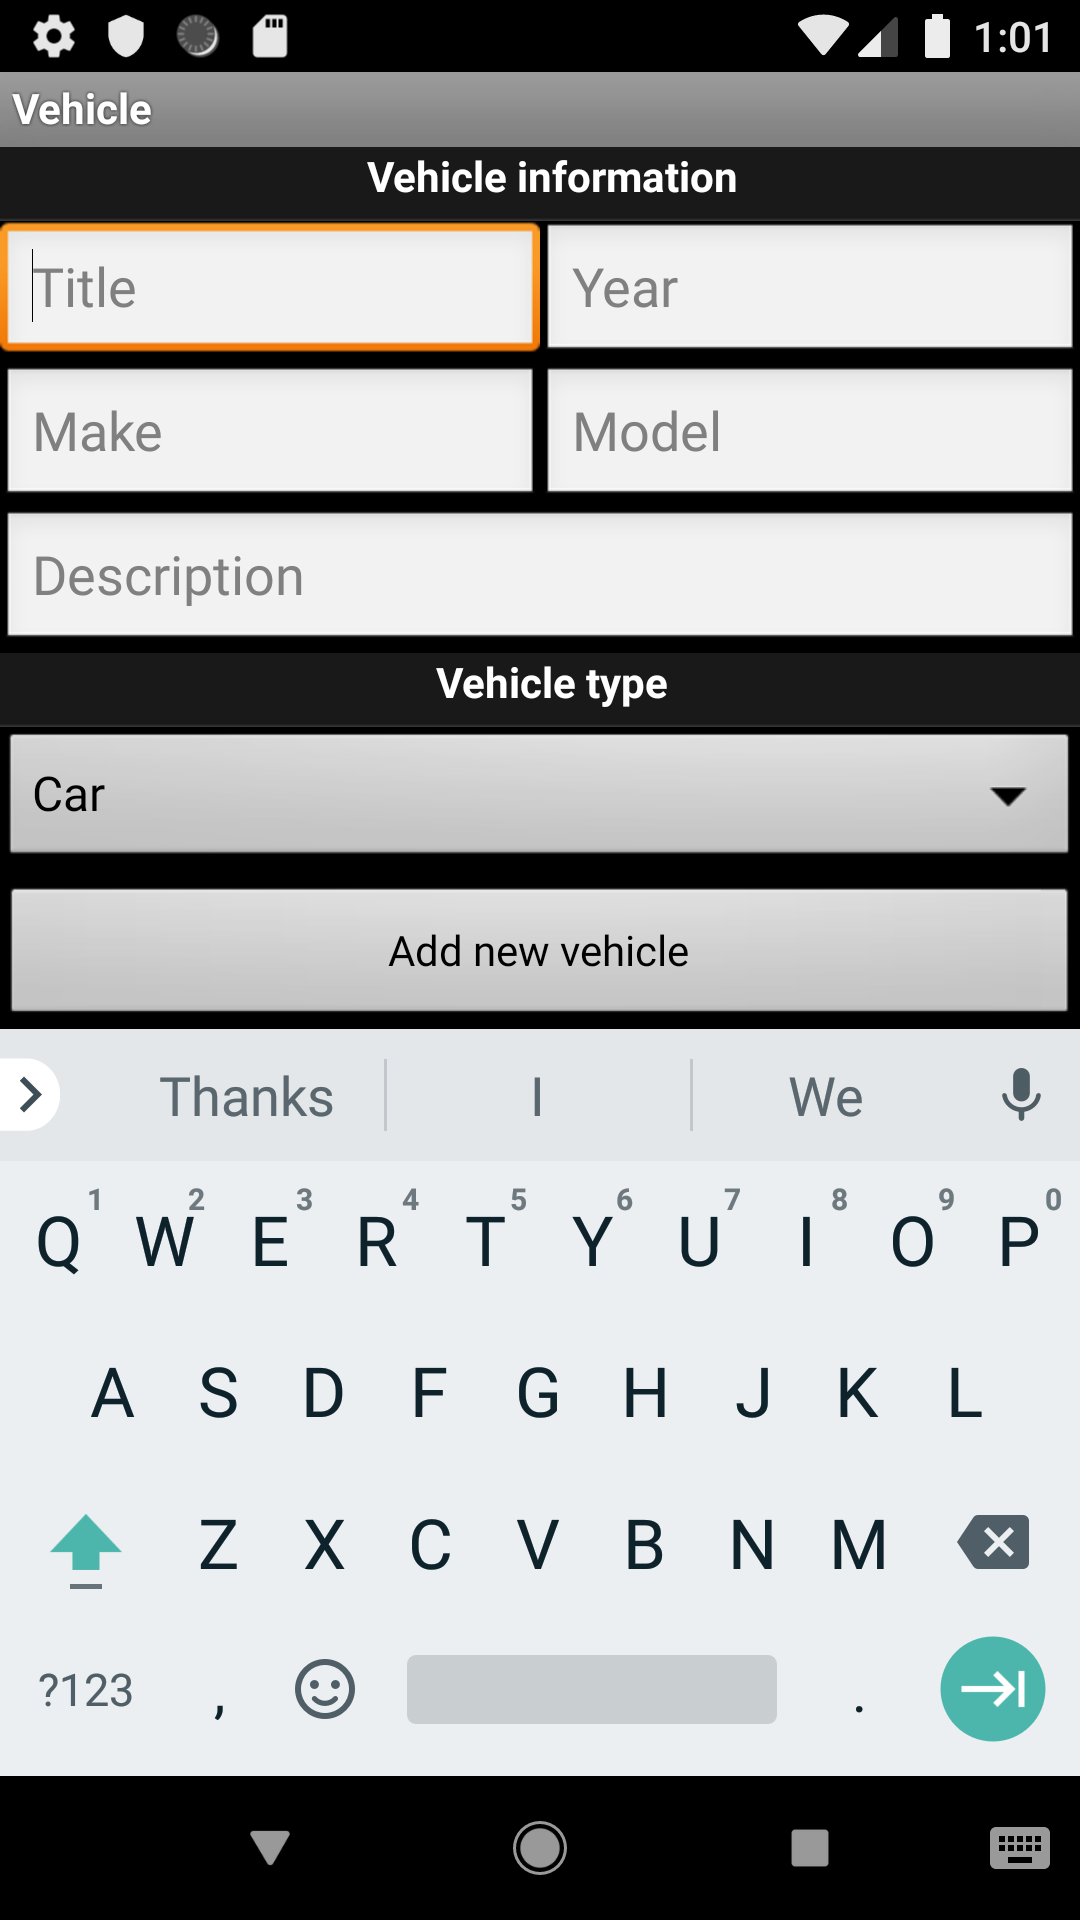 1:01
Vehicle
Vehicle information
Title Year
Make Model
Description
Vehicle type
Car
Add new vehicle
Thanks I We
1 2 3 4 5 6 7 8 9 0
Q W E R T Y U I O P
A S D F G H J K L
Z X C V B N M
?123 , .